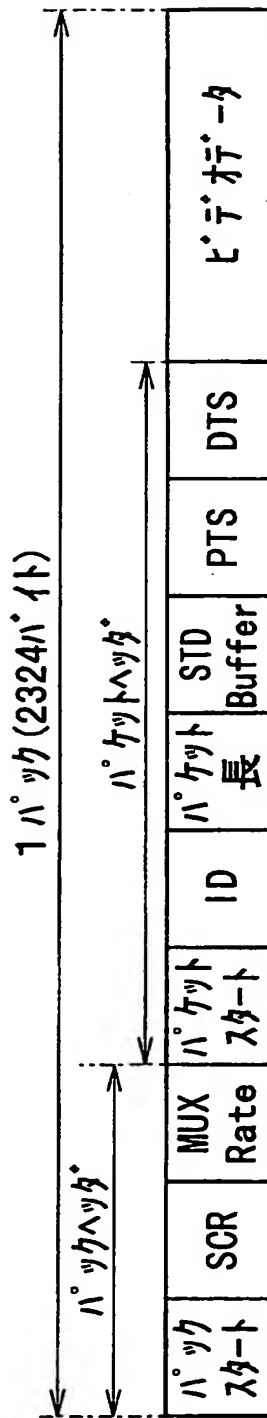 1パック(2324バイト)
パックヘッダ
パケットヘッダ
パック
スタート
SCR
MUX
Rate
パケット
スタート
ID
パケット
長
STD
Buffer
PTS
DTS
ビデオデータ